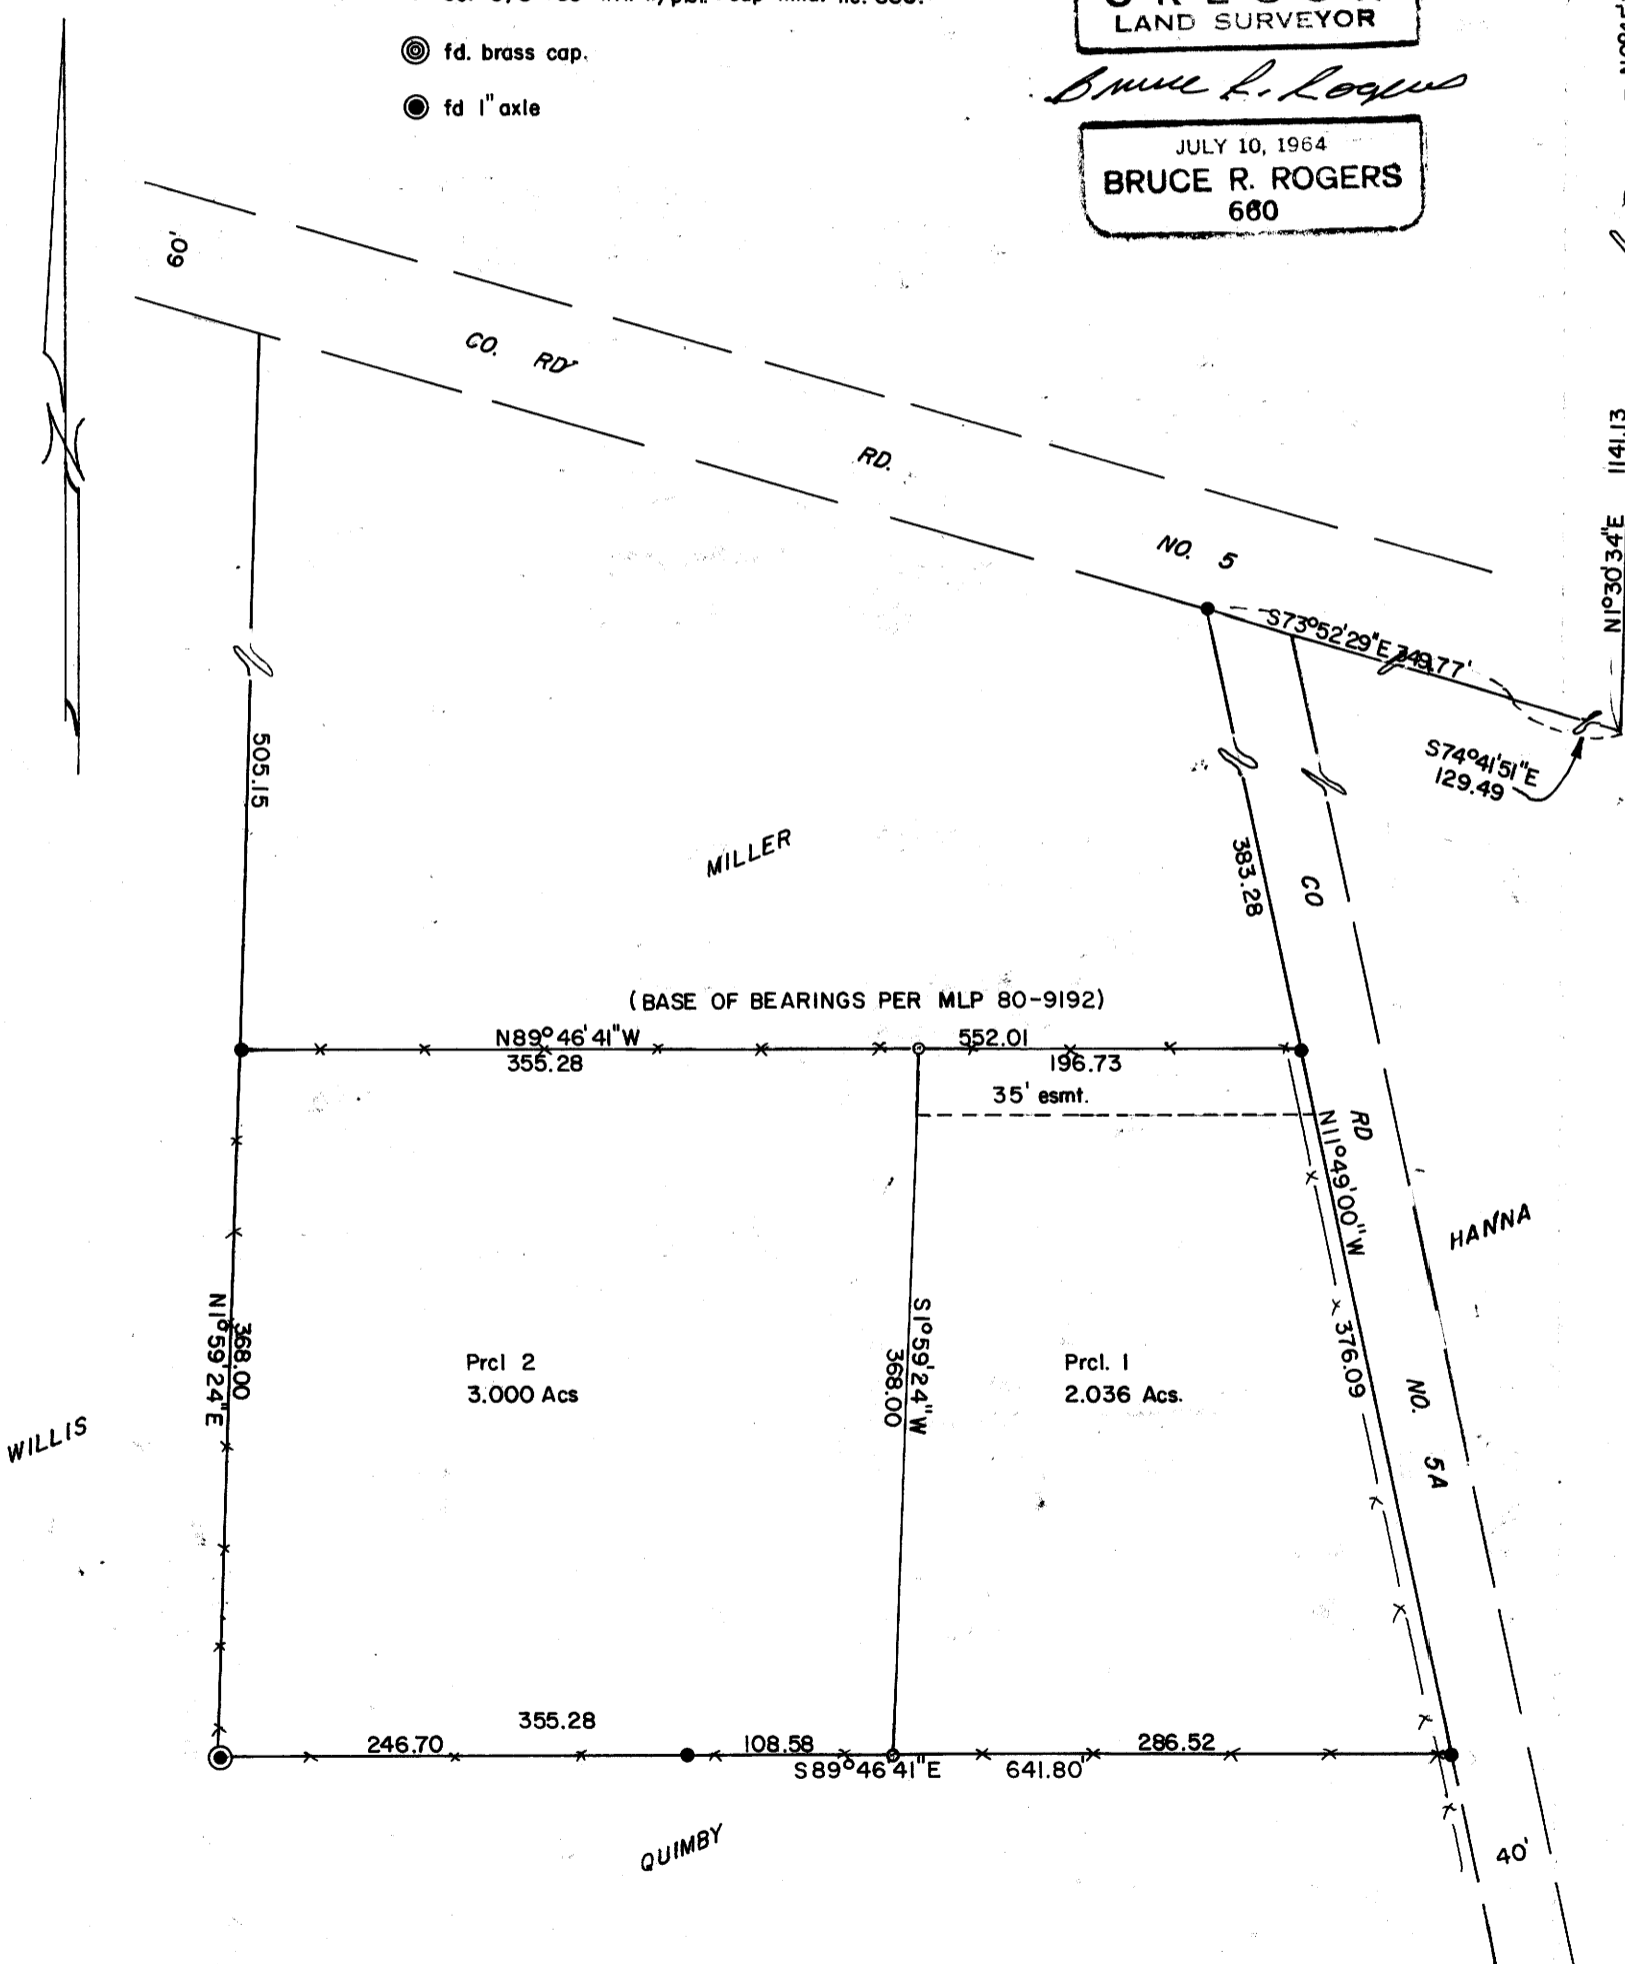 fd. brass cap.
fd 1" axle
LAND SURVEYOR
Bruce R. Rogers
JULY 10, 1964
BRUCE R. ROGERS
660
60'
CO. RD
RD.
NO. 5
S73°52'29"E
S74°41'51"E
129.49
N1°30'34"E 1141.13
505.15
MILLER
383.28
CO
RD
NO. 5A
(BASE OF BEARINGS PER MLP 80-9192)
N89°46'41"W 552.01
355.28 196.73
35' esmt.
N11°49'00"W
376.09
HANNA
N1°59'24"E
368.00
S1°59'24"W
368.00
Prcl 2
3.000 Acs
Prcl. 1
2.036 Acs.
WILLIS
355.28
246.70 108.58 286.52
S89°46'41"E 641.80'
QUIMBY
40'